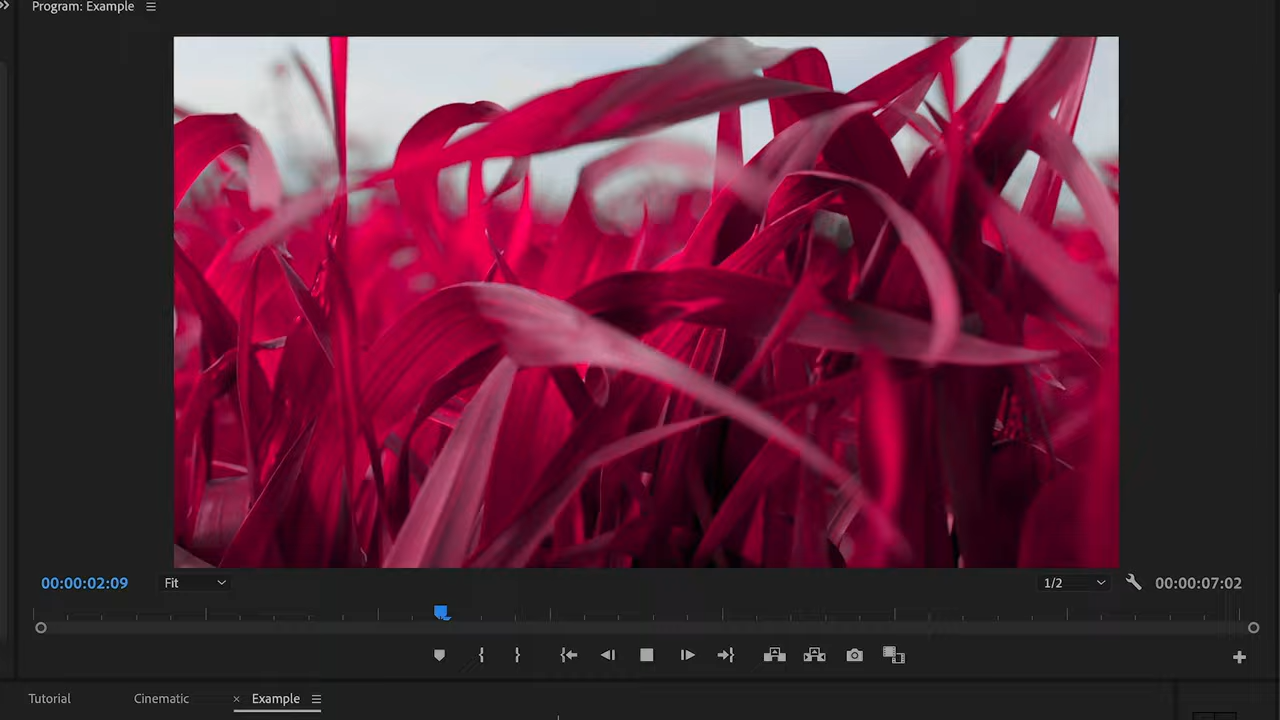 Program: Example
00:00:02:09
Fit
1/2
00:00:07:02
Tutorial
Cinematic
× Example